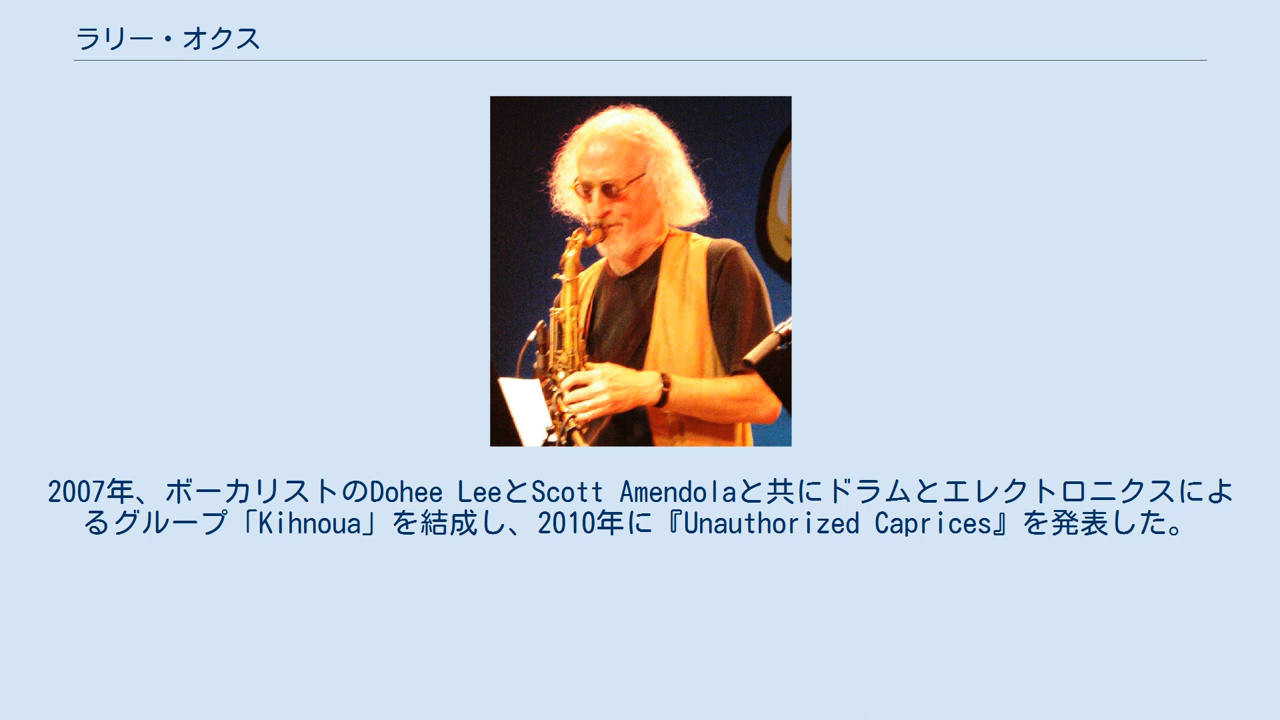 ラリー・オクス
2007年、ボーカリストのDohee LeeとScott Amendolaと共にドラムとエレクトロニクスによ
るグループ「Kihnoua」を結成し、2010年に『Unauthorized Caprices』を発表した。